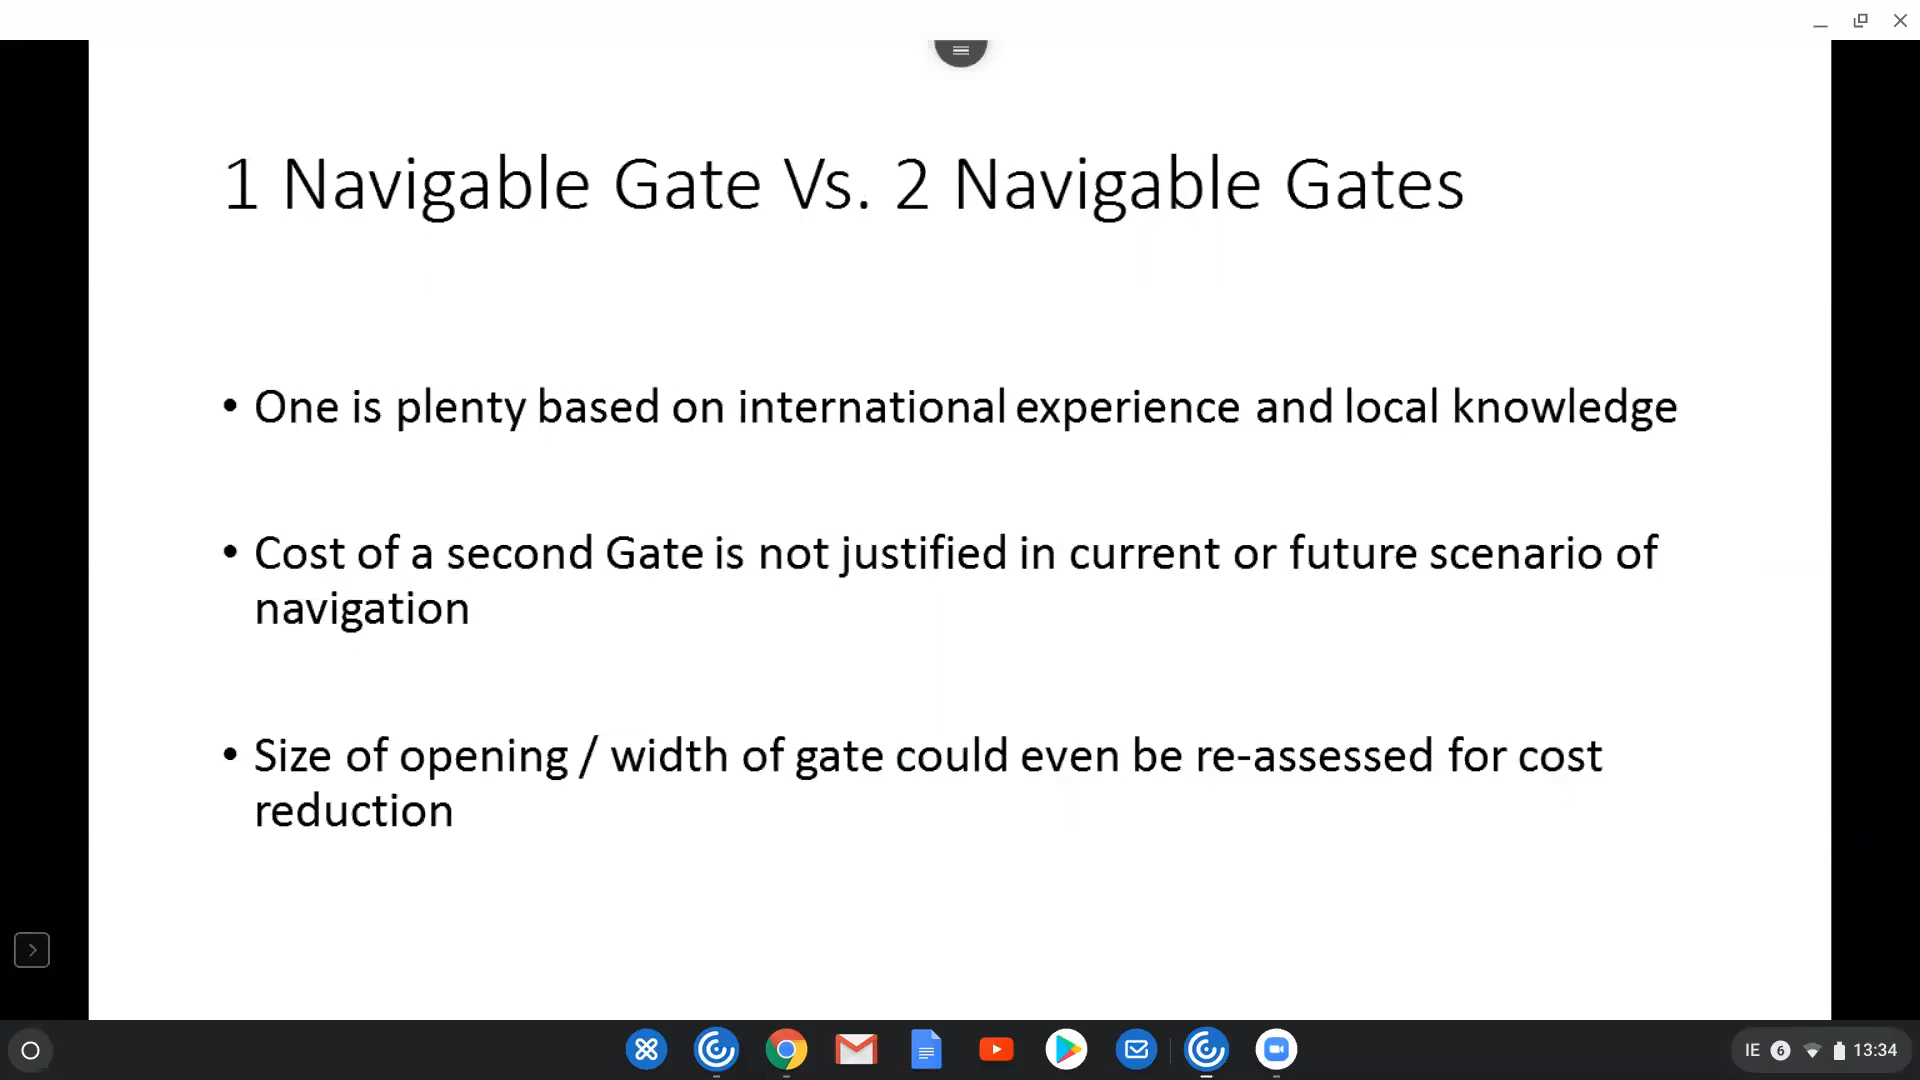 1 Navigable Gate Vs. 2 Navigable Gates
• One is plenty based on international experience and local knowledge
• Cost of a second Gate is not justified in current or future scenario of
navigation
• Size of opening / width of gate could even be re-assessed for cost
reduction
IE 6 13:34